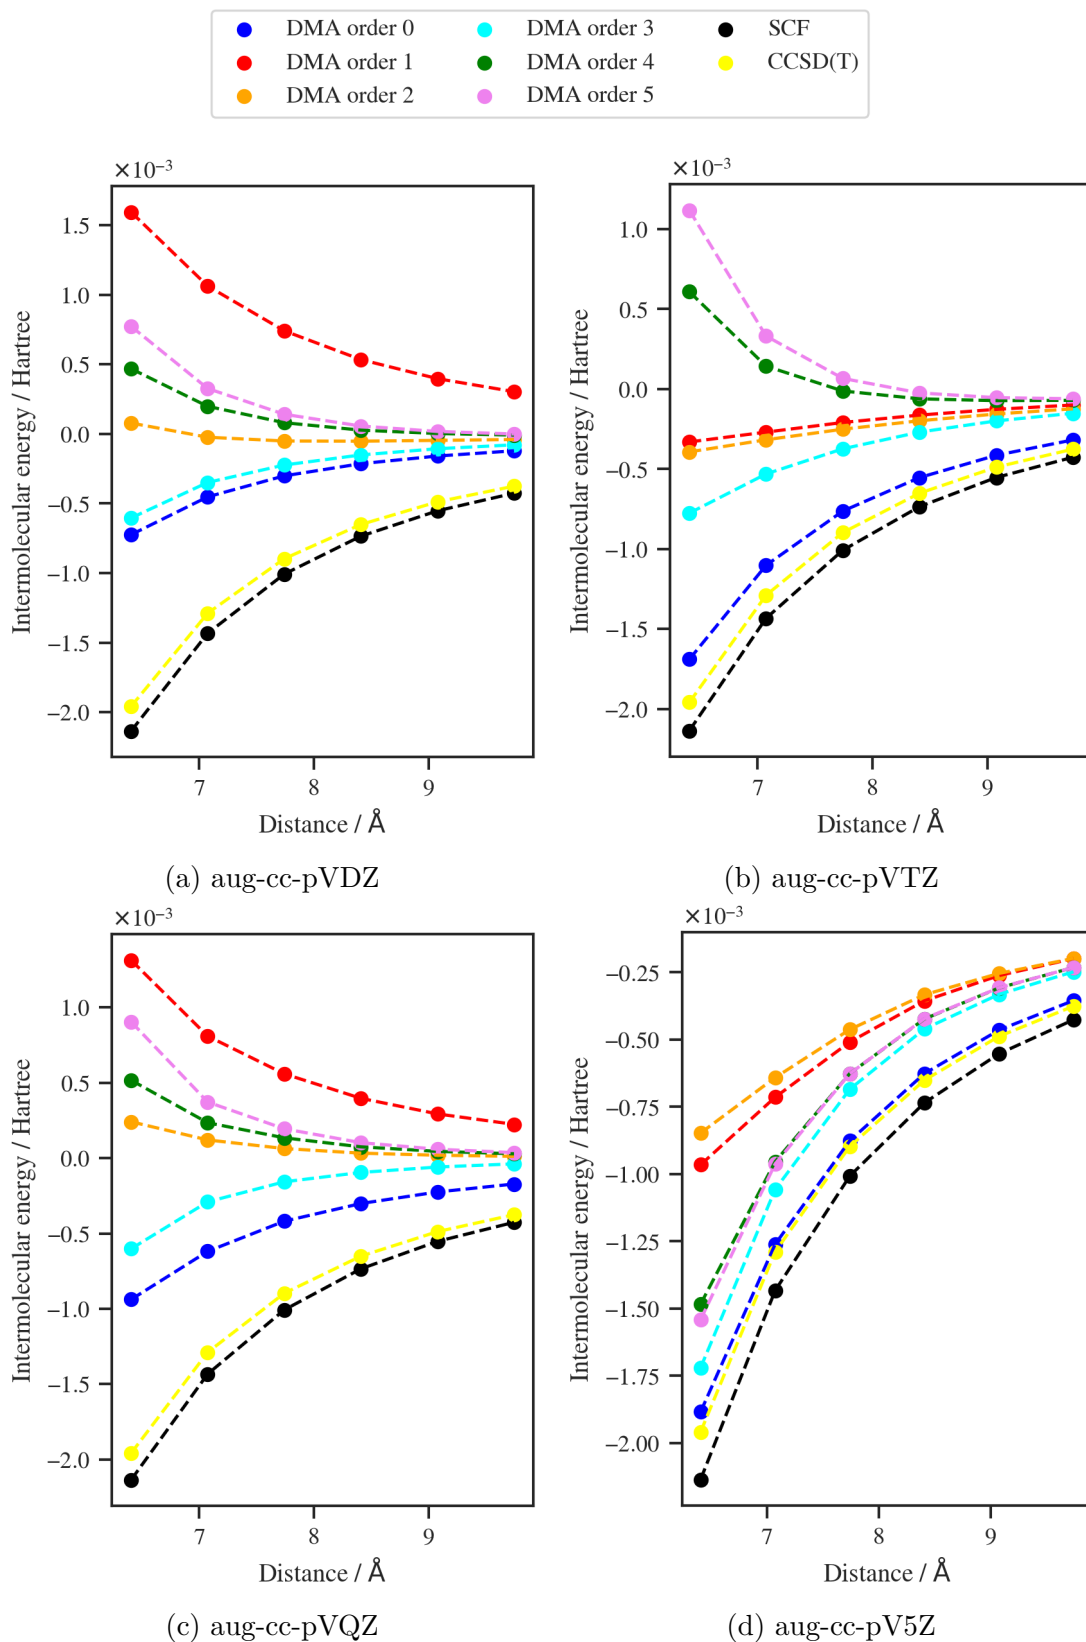 DMA order 0
DMA order 1
DMA order 2
DMA order 3
DMA order 4
DMA order 5
SCF
CCSD(T)
×10⁻³
1.5
1.0
0.5
0.0
−0.5
−1.0
−1.5
−2.0
Intermolecular energy / Hartree
7 8 9
Distance / Å
(a) aug-cc-pVDZ
×10⁻³
1.0
0.5
0.0
−0.5
−1.0
−1.5
−2.0
Intermolecular energy / Hartree
7 8 9
Distance / Å
(b) aug-cc-pVTZ
×10⁻³
1.0
0.5
0.0
−0.5
−1.0
−1.5
−2.0
Intermolecular energy / Hartree
7 8 9
Distance / Å
(c) aug-cc-pVQZ
×10⁻³
−0.25
−0.50
−0.75
−1.00
−1.25
−1.50
−1.75
−2.00
Intermolecular energy / Hartree
7 8 9
Distance / Å
(d) aug-cc-pV5Z